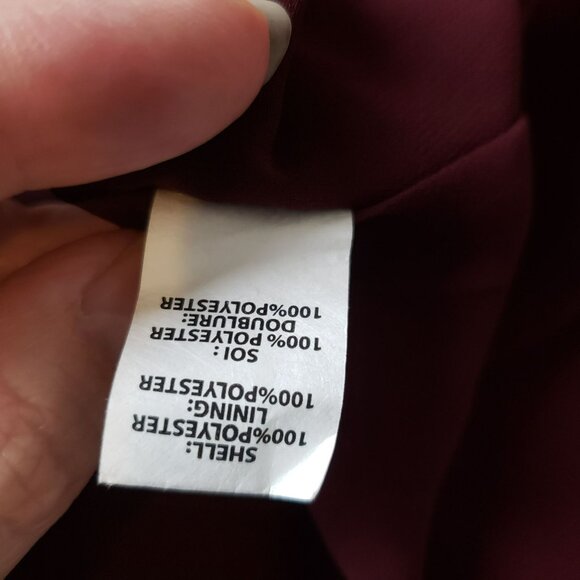 SHELL:
100%POLYESTER
LINING:
100%POLYESTER
SOI :
100% POLYESTER
DOUBLURE:
100%POLYESTER